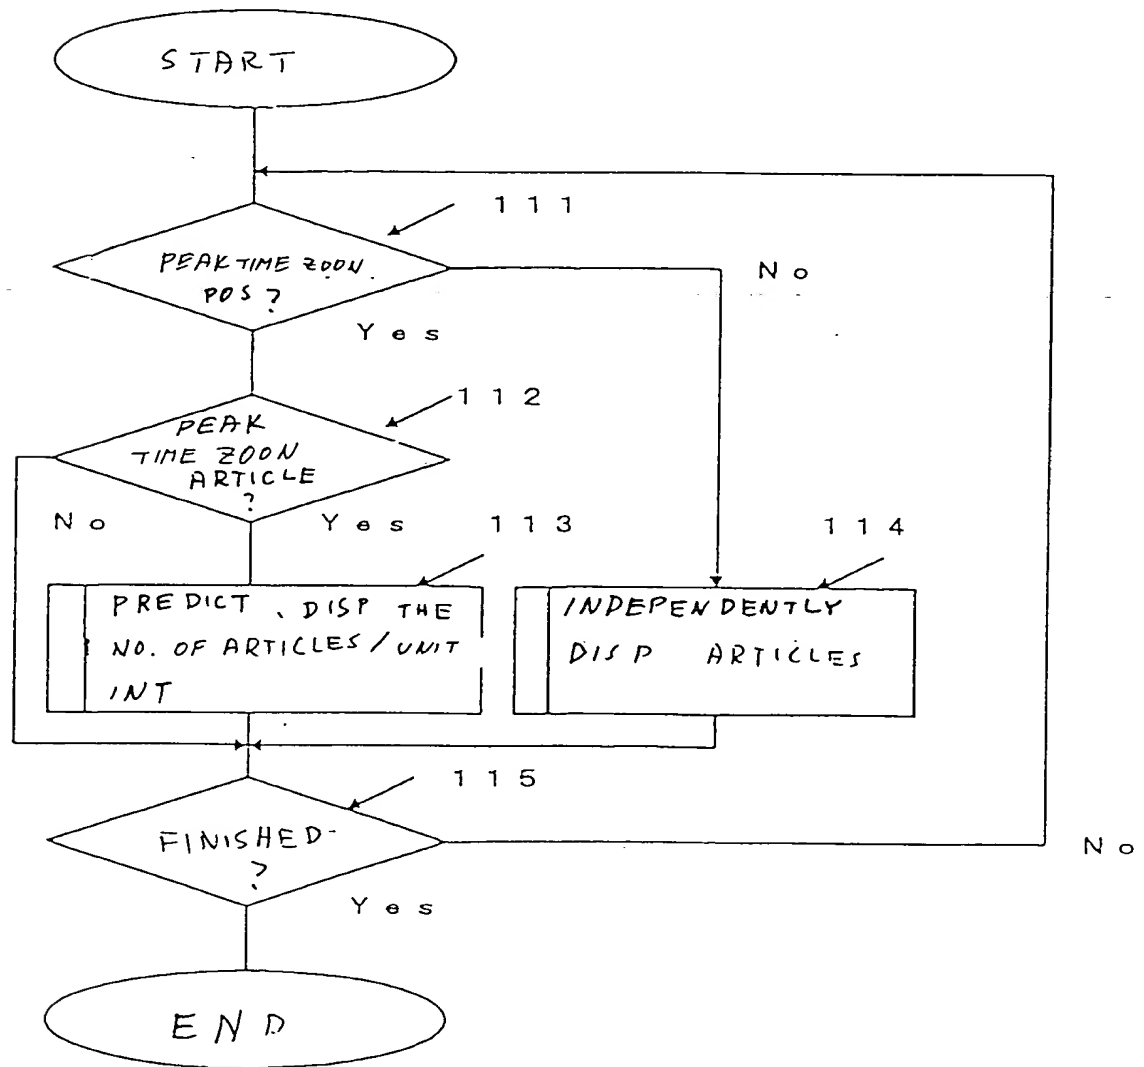 START
111
PEAK TIME ZOON
POS ?
No
Yes
112
PEAK
TIME ZOON
ARTICLE
?
No
Yes
113
114
PREDICT, DISP THE
NO. OF ARTICLES / UNIT
INT
INDEPENDENTLY
DISP ARTICLES
115
FINISHED
?
No
Yes
END